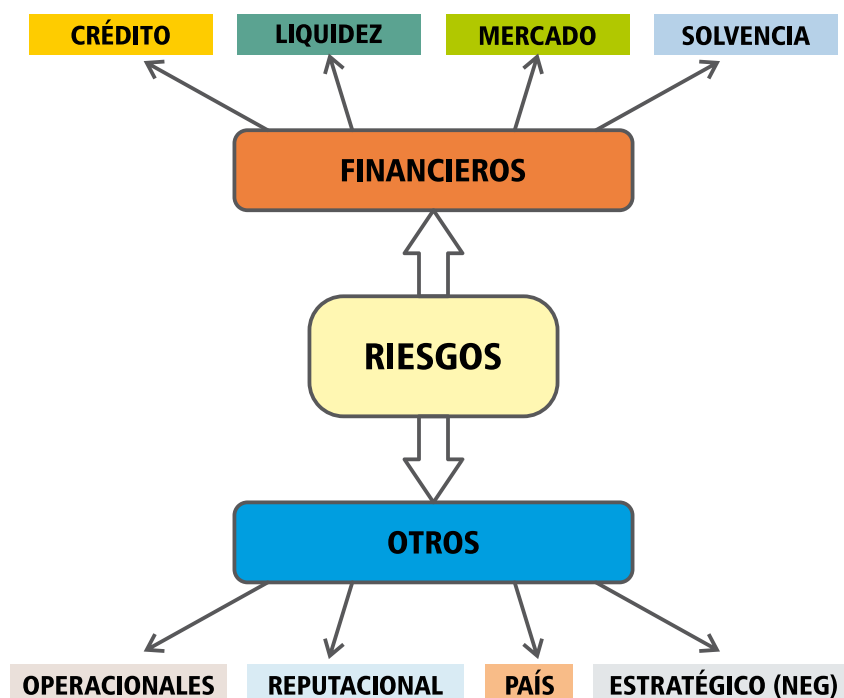 CRÉDITO
LIQUIDEZ
MERCADO
SOLVENCIA
FINANCIEROS
RIESGOS
OTROS
OPERACIONALES
REPUTACIONAL
PAÍS
ESTRATÉGICO (NEG)